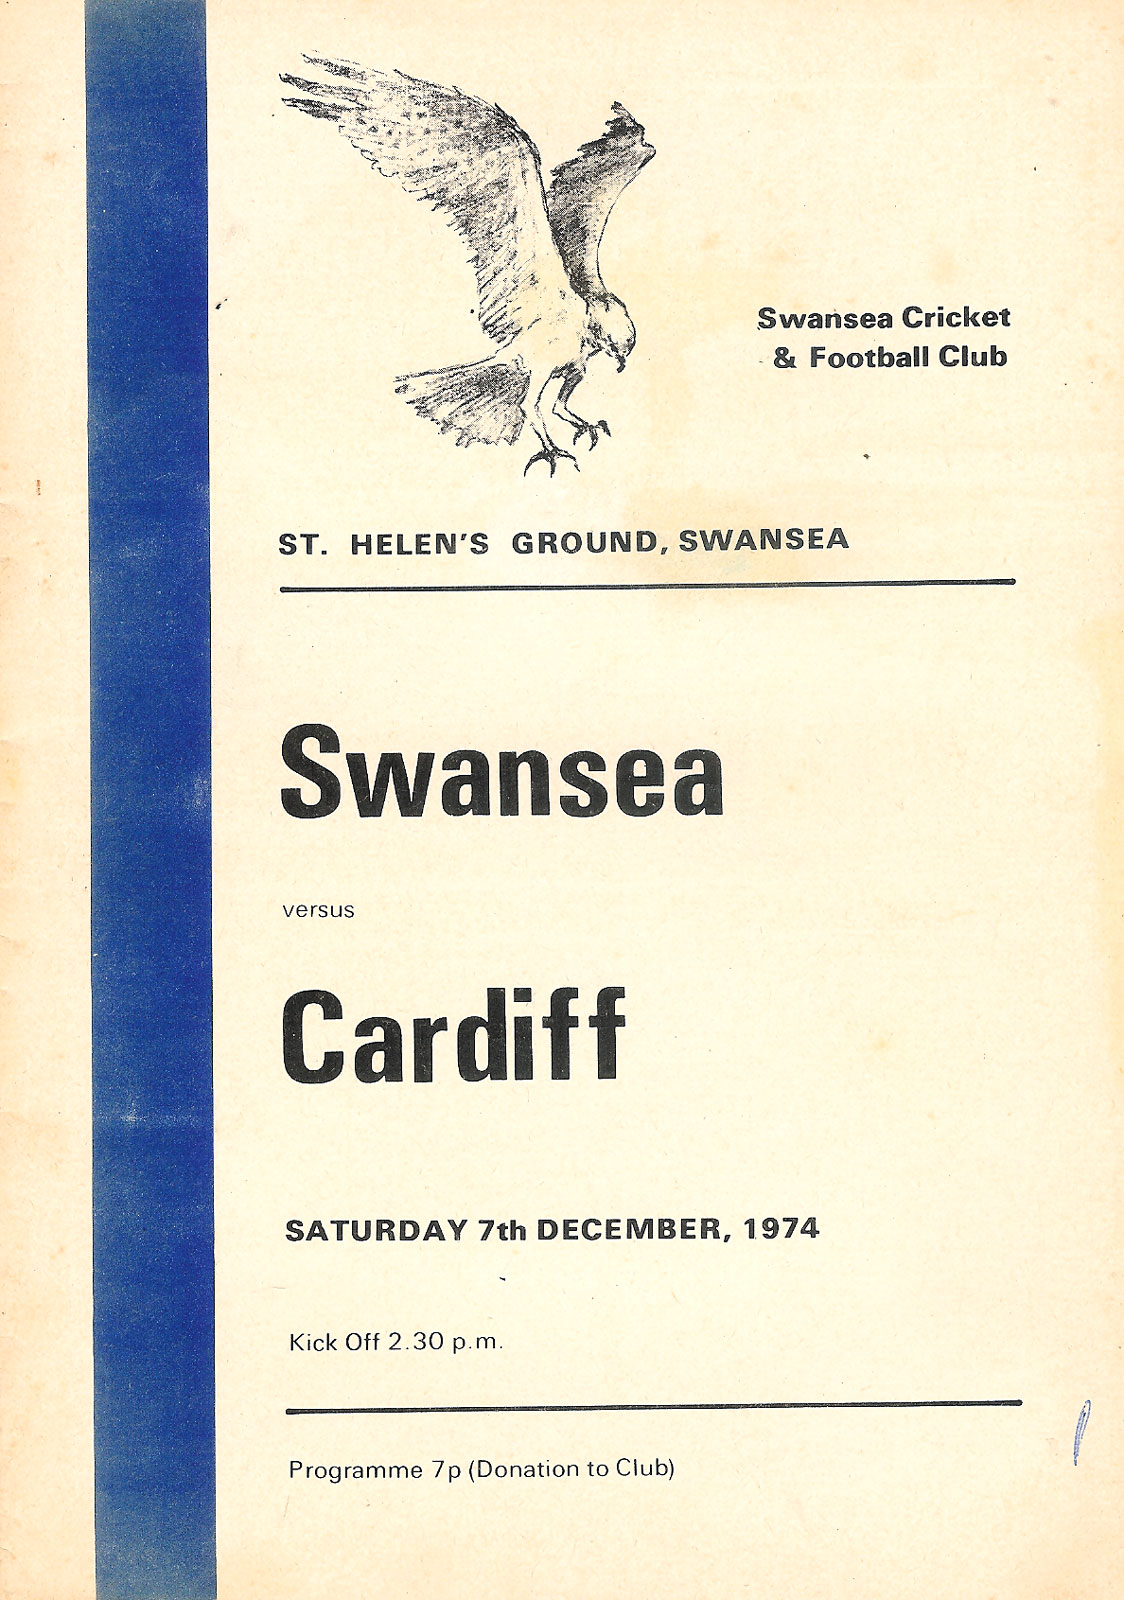 Swansea Cricket
& Football Club
ST. HELEN'S GROUND, SWANSEA
Swansea
versus
Cardiff
SATURDAY 7th DECEMBER, 1974
Kick Off 2.30 p.m.
Programme 7p (Donation to Club)